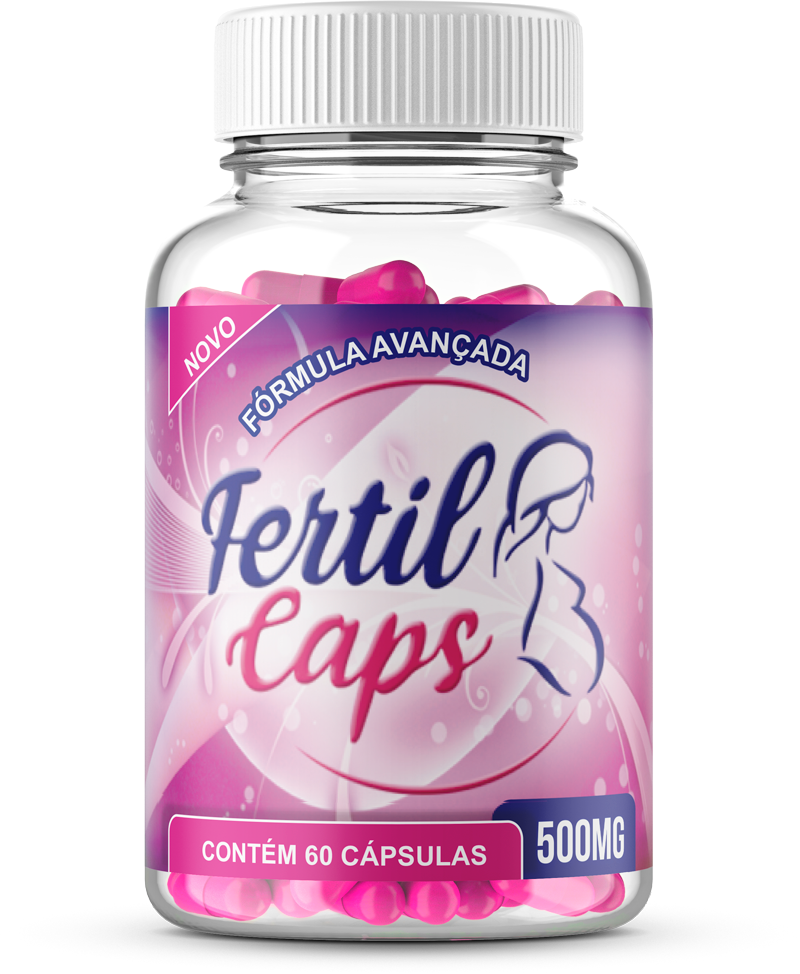 NOVO
FÓRMULA AVANÇADA
Fertil
Caps
CONTÉM 60 CÁPSULAS
500MG